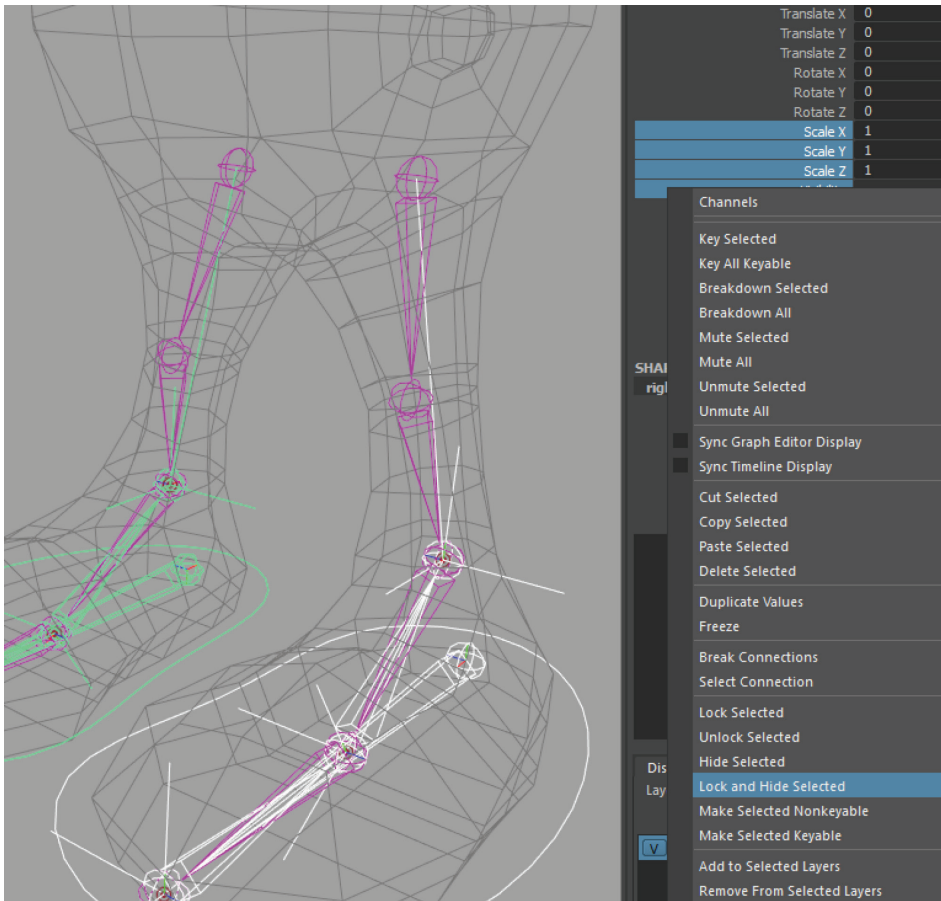 Translate X 0
Translate Y 0
Translate Z 0
Rotate X 0
Rotate Y 0
Rotate Z 0
Scale X 1
Scale Y 1
Scale Z 1
Channels
Key Selected
Key All Keyable
Breakdown Selected
Breakdown All
Mute Selected
Mute All
Unmute Selected
Unmute All
Sync Graph Editor Display
Sync Timeline Display
Cut Selected
Copy Selected
Paste Selected
Delete Selected
Duplicate Values
Freeze
Break Connections
Select Connection
Lock Selected
Unlock Selected
Hide Selected
Lock and Hide Selected
Make Selected Nonkeyable
Make Selected Keyable
Add to Selected Layers
Remove From Selected Layers
SHAP
Dis
Lay
V